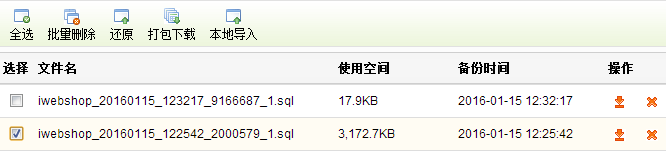 全选 批量删除 还原 打包下载 本地导入
选择 文件名 使用空间 备份时间 操作
iwebshop_20160115_123217_9166687_1.sql 17.9KB 2016-01-15 12:32:17
iwebshop_20160115_122542_2000579_1.sql 3,172.7KB 2016-01-15 12:25:42